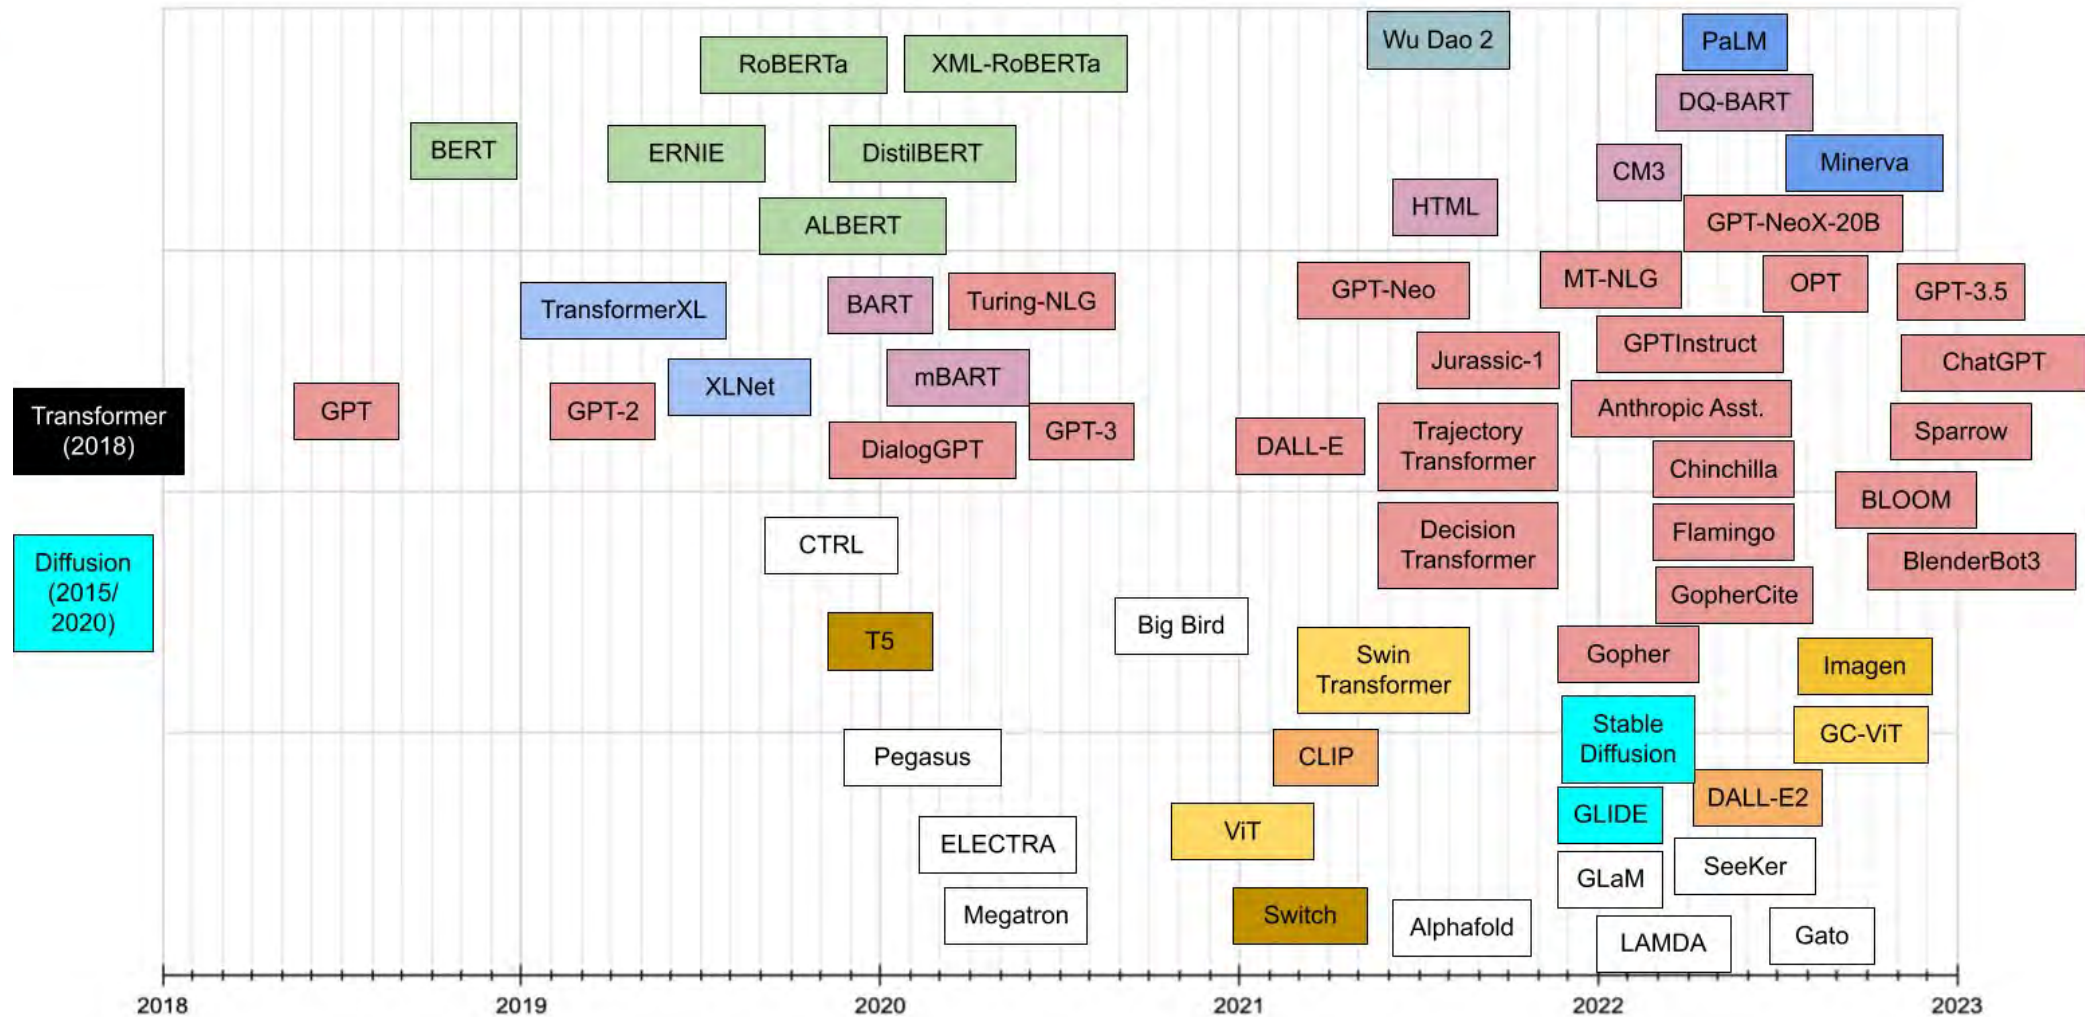 Wu Dao 2
PaLM
RoBERTa
XML-RoBERTa
DQ-BART
BERT
ERNIE
DistilBERT
CM3
Minerva
HTML
ALBERT
GPT-NeoX-20B
TransformerXL
BART
Turing-NLG
GPT-Neo
MT-NLG
OPT
GPT-3.5
GPTInstruct
Jurassic-1
ChatGPT
XLNet
mBART
Transformer
(2018)
GPT
GPT-2
DialogGPT
GPT-3
DALL-E
Trajectory
Transformer
Anthropic Asst.
Sparrow
Chinchilla
BLOOM
Diffusion
(2015/
2020)
CTRL
Decision
Transformer
Flamingo
BlenderBot3
GopherCite
T5
Big Bird
Swin
Transformer
Gopher
Imagen
Pegasus
CLIP
Stable
Diffusion
GC-ViT
DALL-E2
ELECTRA
ViT
GLIDE
GLaM
SeeKer
Megatron
Switch
Alphafold
LAMDA
Gato
2018
2019
2020
2021
2022
2023